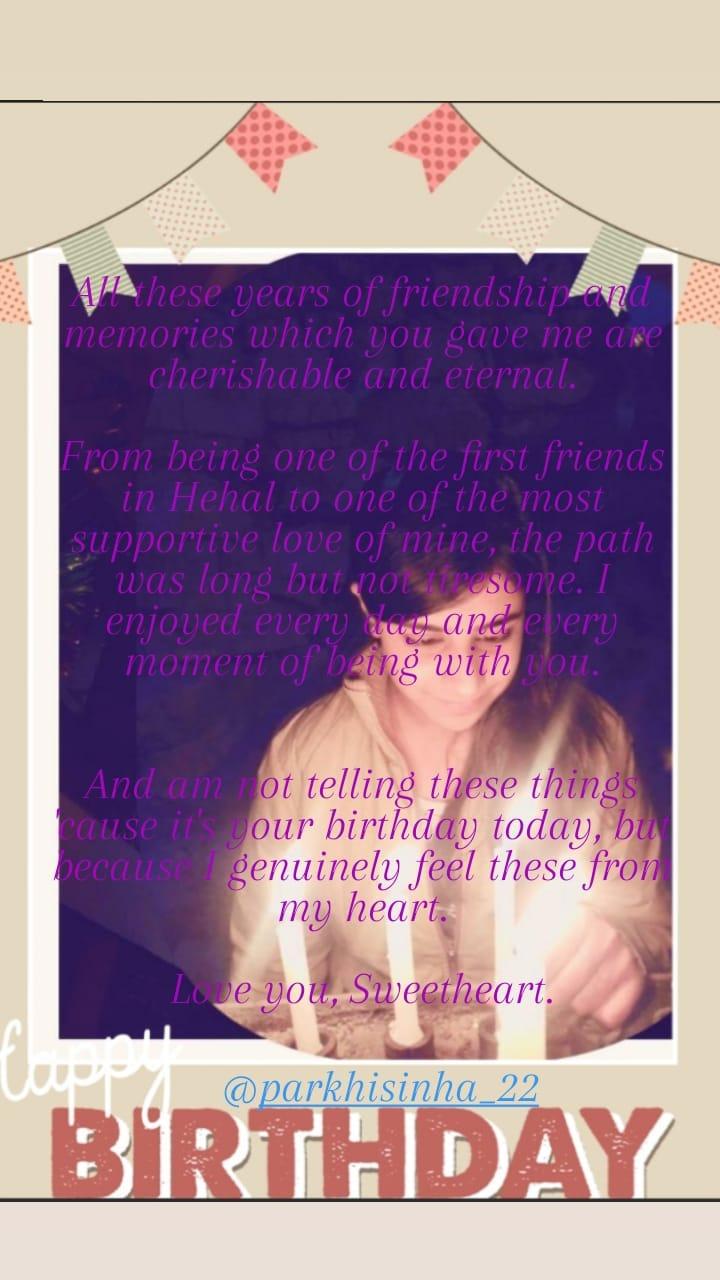 All these years of friendship and
memories which you gave me are
cherishable and eternal.
From being one of the first friends
in Hehal to one of the most
supportive love of mine, the path
was long but not tiresome. I
enjoyed every day and every
moment of being with you.
And am not telling these things
'cause it's your birthday today, but
because I genuinely feel these from
my heart.
Love you, Sweetheart.
@parkhisinha_22
Happy
BIRTHDAY